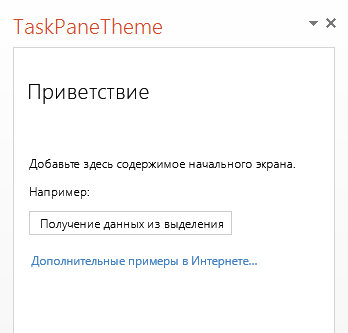 TaskPaneTheme
Приветствие
Добавьте здесь содержимое начального экрана.
Например:
Получение данных из выделения
Дополнительные примеры в Интернете...